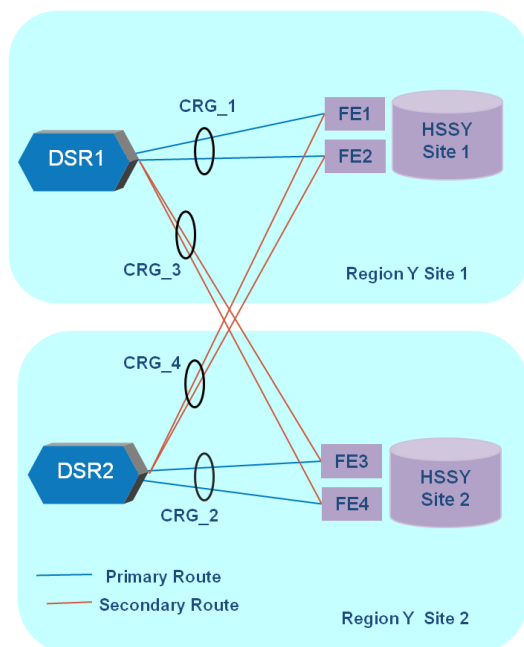 CRG_1
FE1
DSR1
FE2
HSSY
Site 1
CRG_3
Region Y Site 1
CRG_4
DSR2
FE3
FE4
HSSY
Site 2
CRG_2
Primary Route
Secondary Route
Region Y Site 2